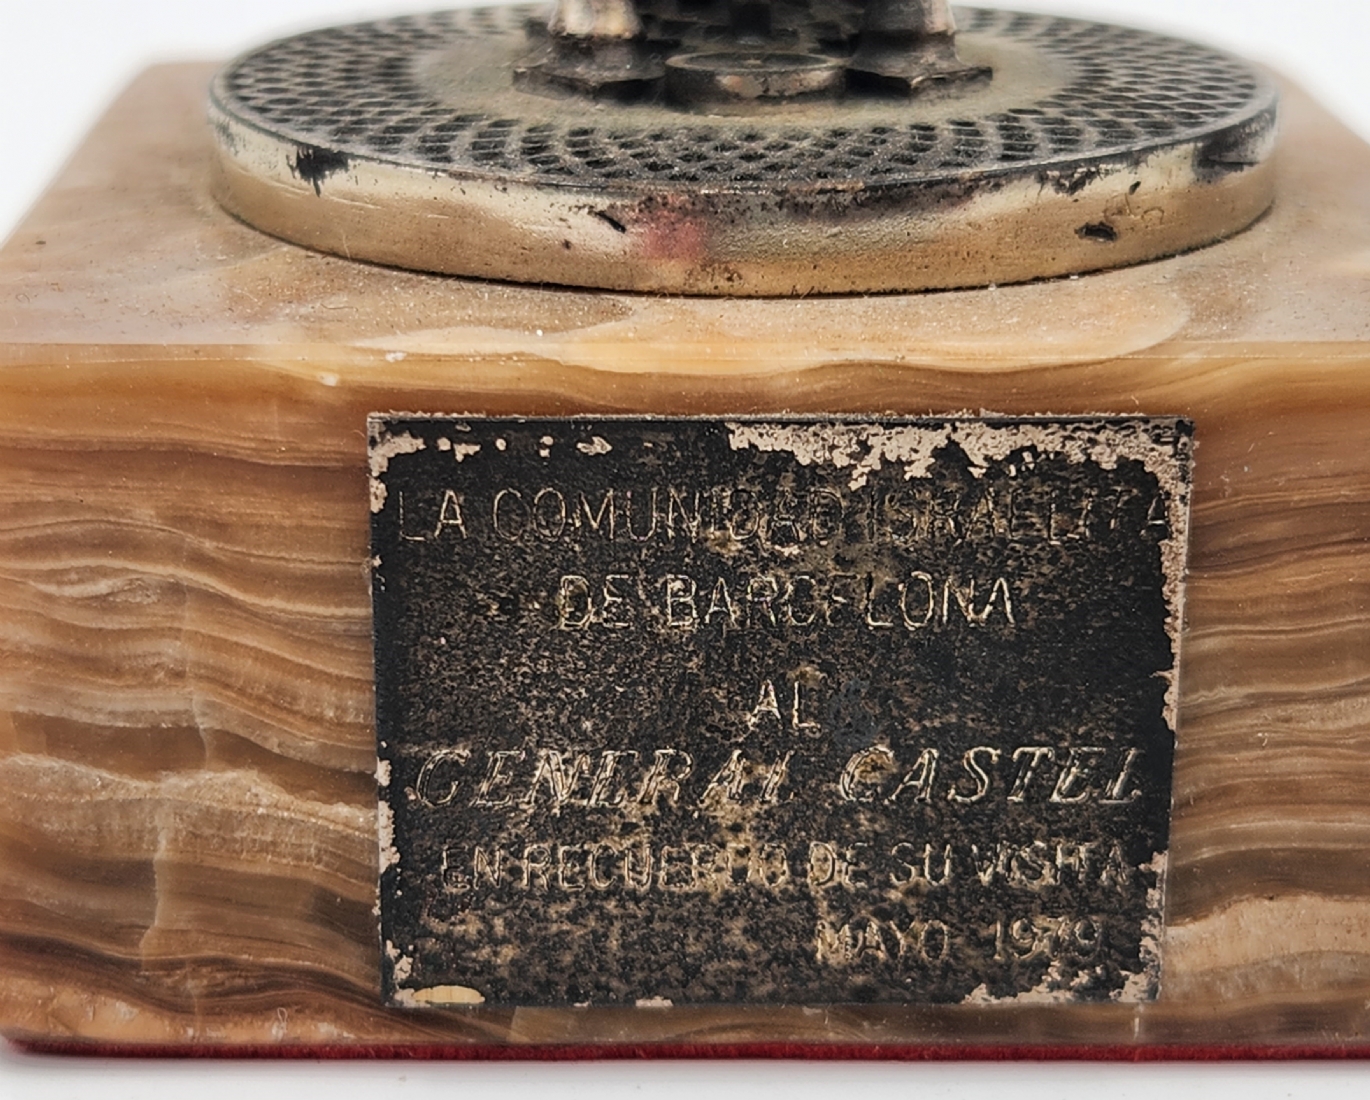 LA COMUNIDAD ISRAELITA
DE BARCELONA
AL
GENERAL CASTEL
EN RECUERDO DE SU VISITA
MAYO 1979